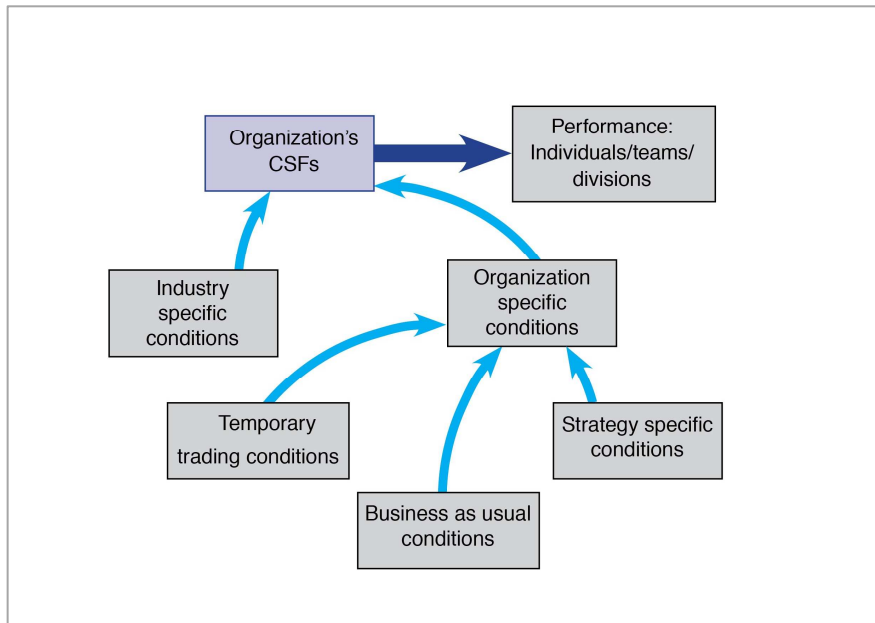 Organization's
CSFs
Performance:
Individuals/teams/
divisions
Industry
specific
conditions
Organization
specific
conditions
Temporary
trading conditions
Strategy specific
conditions
Business as usual
conditions